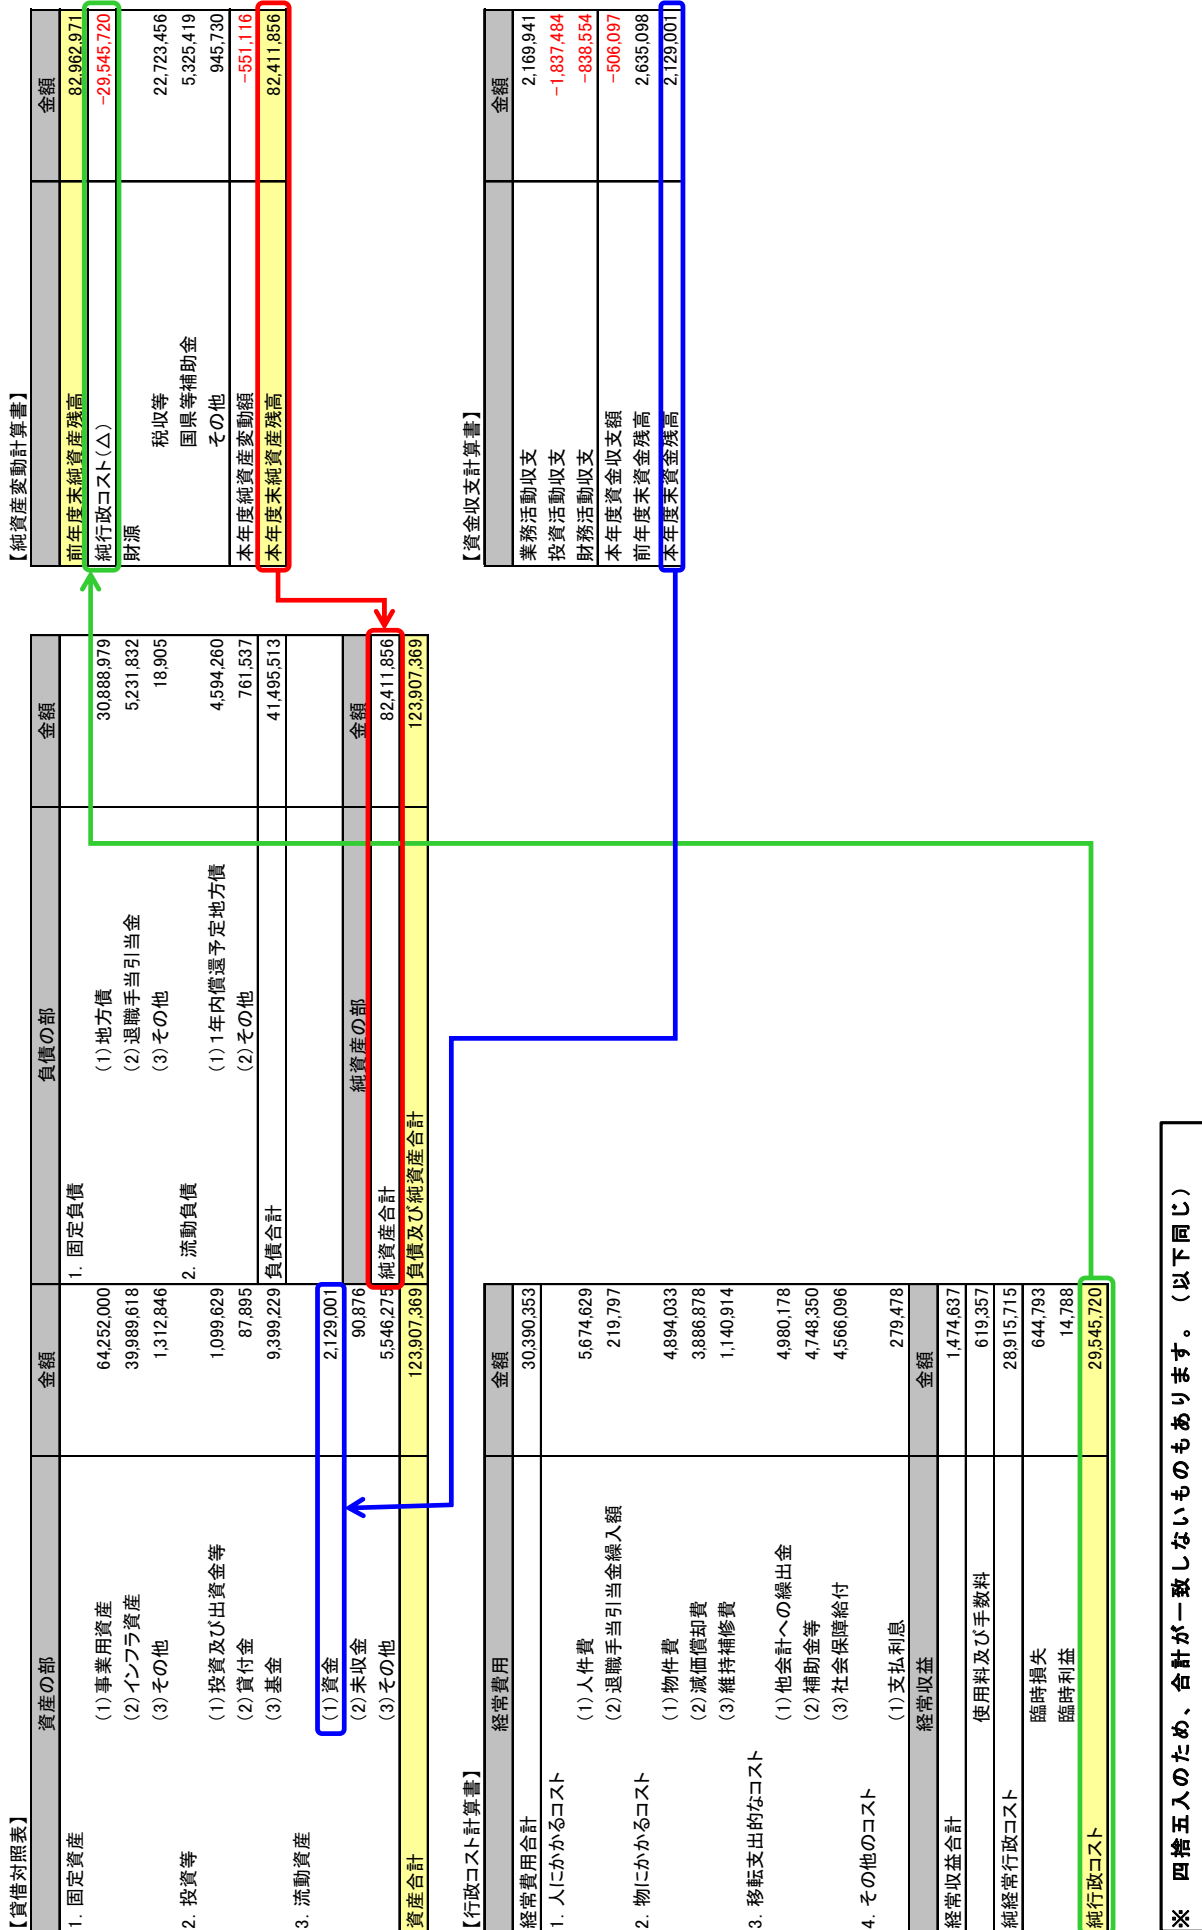 【貸借対照表】
資産の部 金額 負債の部 金額
1. 固定資産 1. 固定負債
(1)事業用資産 64,252,000 (1)地方債 30,888,979
(2)インフラ資産 39,989,618 (2)退職手当引当金 5,231,832
(3)その他 1,312,846 (3)その他 18,905
2. 投資等 2. 流動負債
(1)投資及び出資金等 1,099,629 (1)1年内償還予定地方債 4,594,260
(2)貸付金 87,895 (2)その他 761,537
(3)基金 9,399,229 負債合計 41,495,513
3. 流動資産
(1)資金 2,129,001
(2)未収金 90,876 純資産の部 金額
(3)その他 5,546,275 純資産合計 82,411,856
資産合計 123,907,369 負債及び純資産合計 123,907,369
【純資産変動計算書】
金額
前年度末純資産残高 82,962,971
純行政コスト(△) -29,545,720
財源
税収等 22,723,456
国県等補助金 5,325,419
その他 945,730
本年度純資産変動額 -551,116
本年度末純資産残高 82,411,856
【行政コスト計算書】
経常費用 金額
経常費用合計 30,390,353
1. 人にかかるコスト
(1)人件費 5,674,629
(2)退職手当引当金繰入額 219,797
2. 物にかかるコスト
(1)物件費 4,894,033
(2)減価償却費 3,886,878
(3)維持補修費 1,140,914
3. 移転支出的なコスト
(1)他会計への繰出金 4,980,178
(2)補助金等 4,748,350
(3)社会保障給付 4,566,096
4. その他のコスト
(1)支払利息 279,478
経常収益 金額
経常収益合計 1,474,637
使用料及び手数料 619,357
純経常行政コスト 28,915,715
臨時損失 644,793
臨時利益 14,788
純行政コスト 29,545,720
【資金収支計算書】
金額
業務活動収支 2,169,941
投資活動収支 -1,837,484
財務活動収支 -838,554
本年度資金収支額 -506,097
前年度末資金残高 2,635,098
本年度末資金残高 2,129,001
※ 四捨五入のため、合計が一致しないものもあります。(以下同じ)